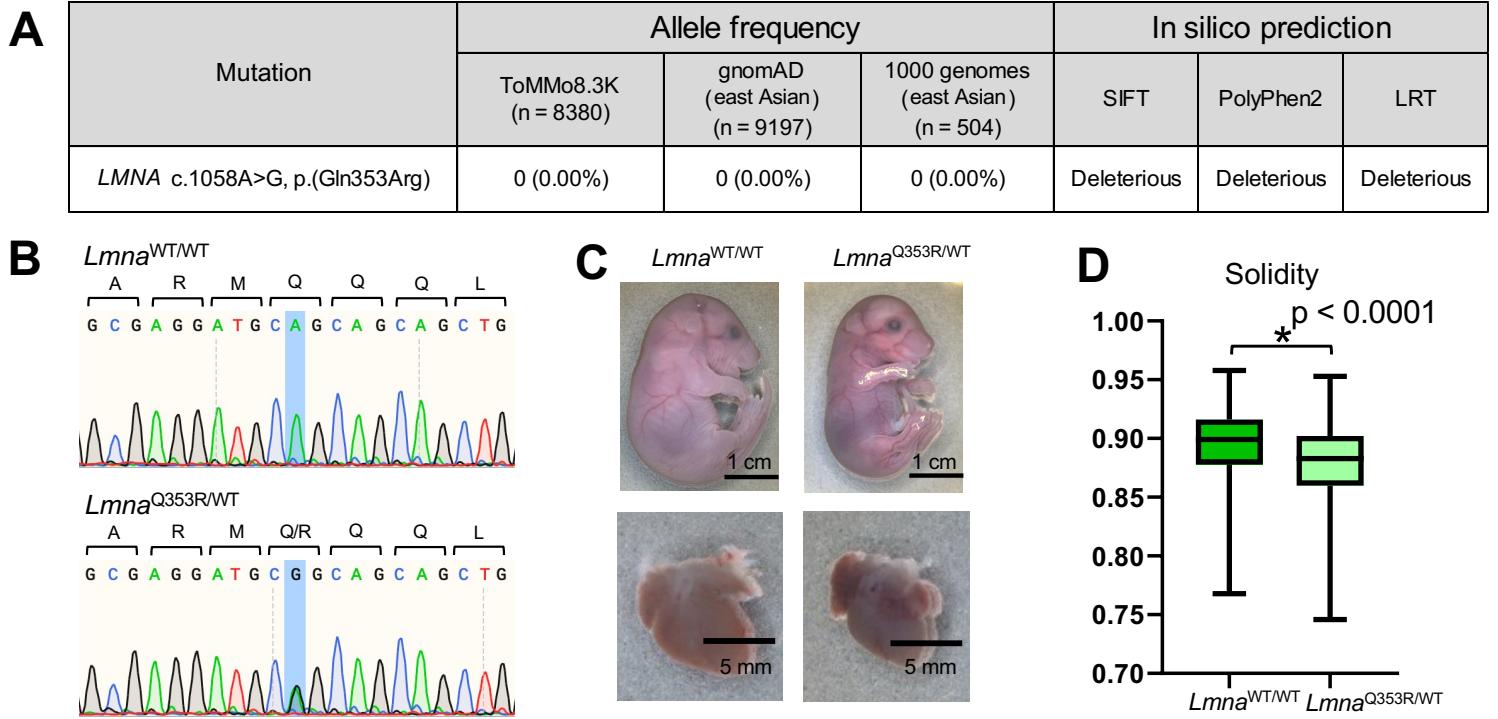 A
Mutation
Allele frequency
In silico prediction
ToMMo8.3K
(n = 8380)
gnomAD
(east Asian)
(n = 9197)
1000 genomes
(east Asian)
(n = 504)
SIFT
PolyPhen2
LRT
LMNA c.1058A>G, p.(Gln353Arg)
0 (0.00%)
0 (0.00%)
0 (0.00%)
Deleterious
Deleterious
Deleterious
B
LmnaWT/WT
A R M Q Q Q L
G C G A G G A T G C A G C A G C A G C T G
LmnaQ353R/WT
A R M Q/R Q Q L
G C G A G G A T G C G G C A G C A G C T G
C
LmnaWT/WT
LmnaQ353R/WT
1 cm
1 cm
5 mm
5 mm
D
Solidity
p < 0.0001
*
1.00
0.95
0.90
0.85
0.80
0.75
0.70
LmnaWT/WT
LmnaQ353R/WT